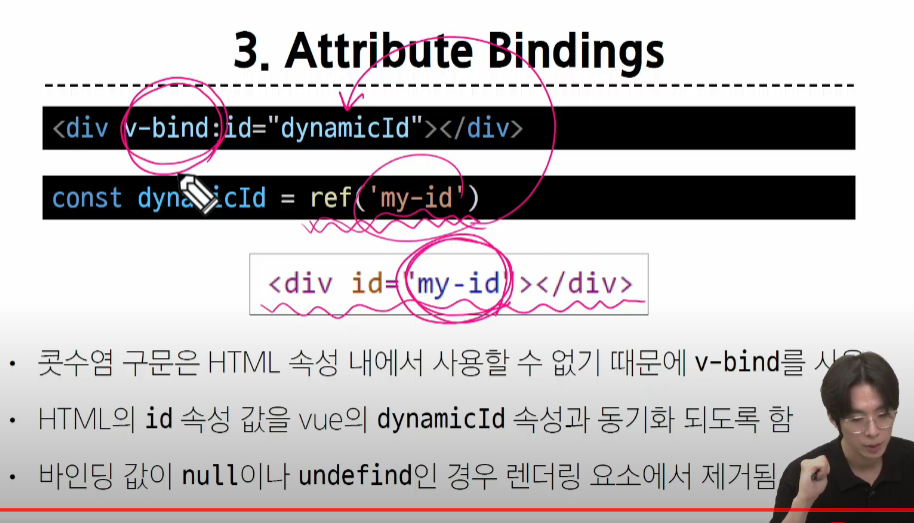 3. Attribute Bindings
<div v-bind:id="dynamicId"></div>
const dynamicId = ref('my-id')
<div id="my-id"></div>
• 콧수염 구문은 HTML 속성 내에서 사용할 수 없기 때문에 v-bind를
• HTML의 id 속성 값을 vue의 dynamicId 속성과 동기화 되도록 함
• 바인딩 값이 null이나 undefind인 경우 렌더링 요소에서 제거됨